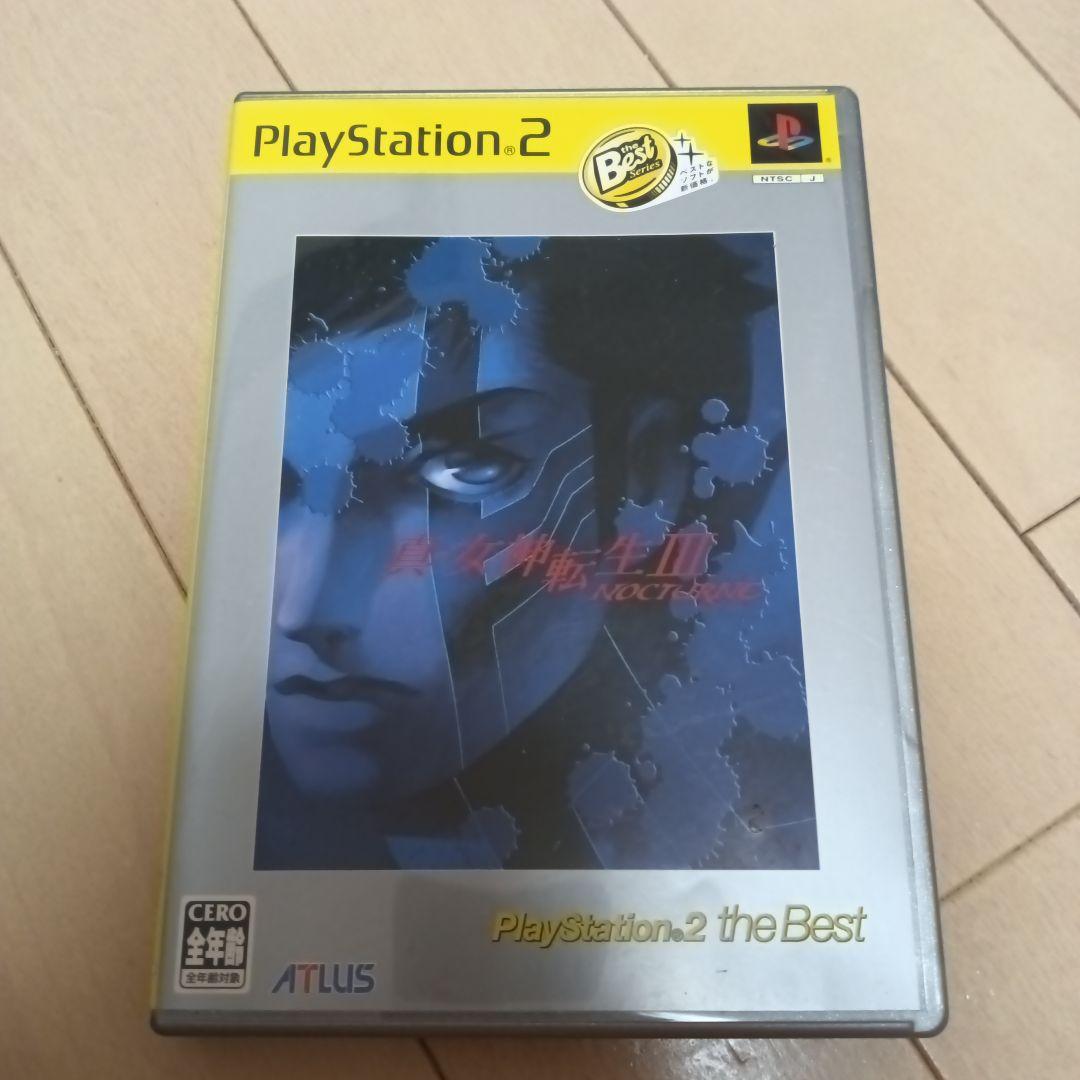 PlayStation®2
the Best Series
ベストな
ソフトが
新価格。
NTSC J
真・女神転生III
NOCTURNE
CERO
全年齢
全年齢対象
ATLUS
PlayStation®2 the Best